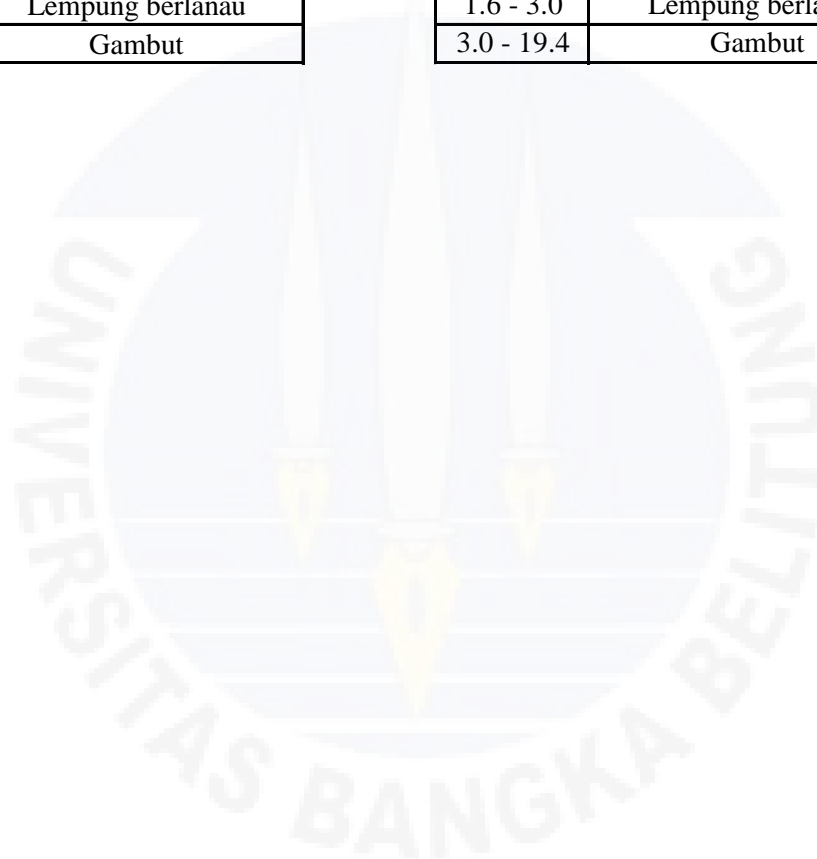 Lempung berlanau 1.6 - 3.0 Lempung
Gambut 3.0 - 19.4 Gambut
UNIVERSITAS BANGKA BELITUNG